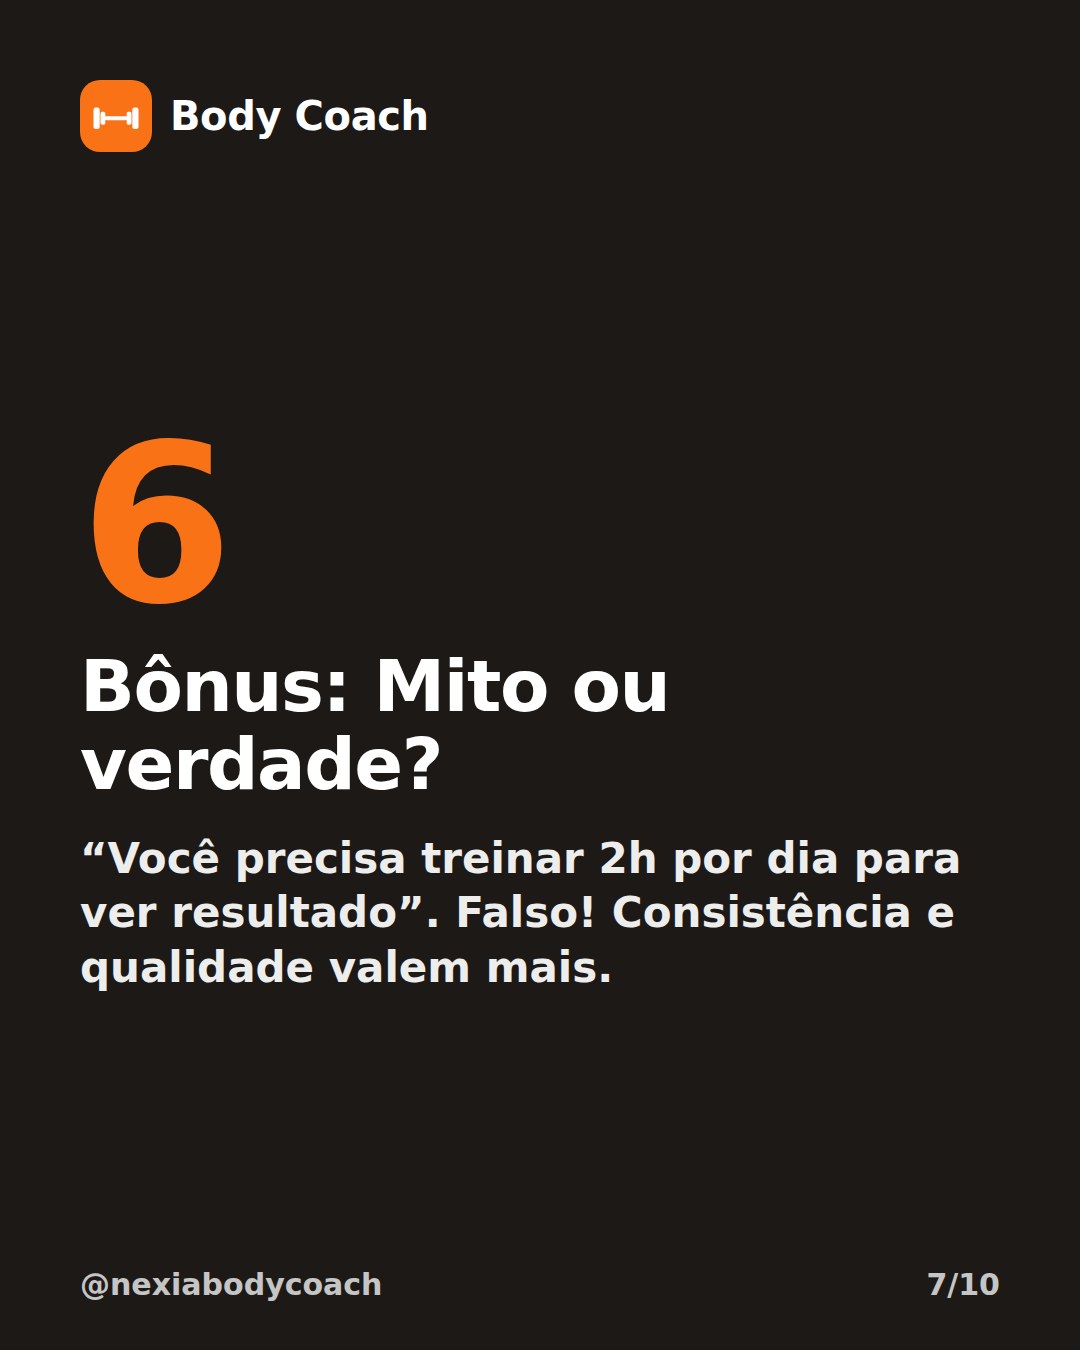 Body Coach
6
Bônus: Mito ou
verdade?
“Você precisa treinar 2h por dia para
ver resultado”. Falso! Consistência e
qualidade valem mais.
@nexiabodycoach
7/10